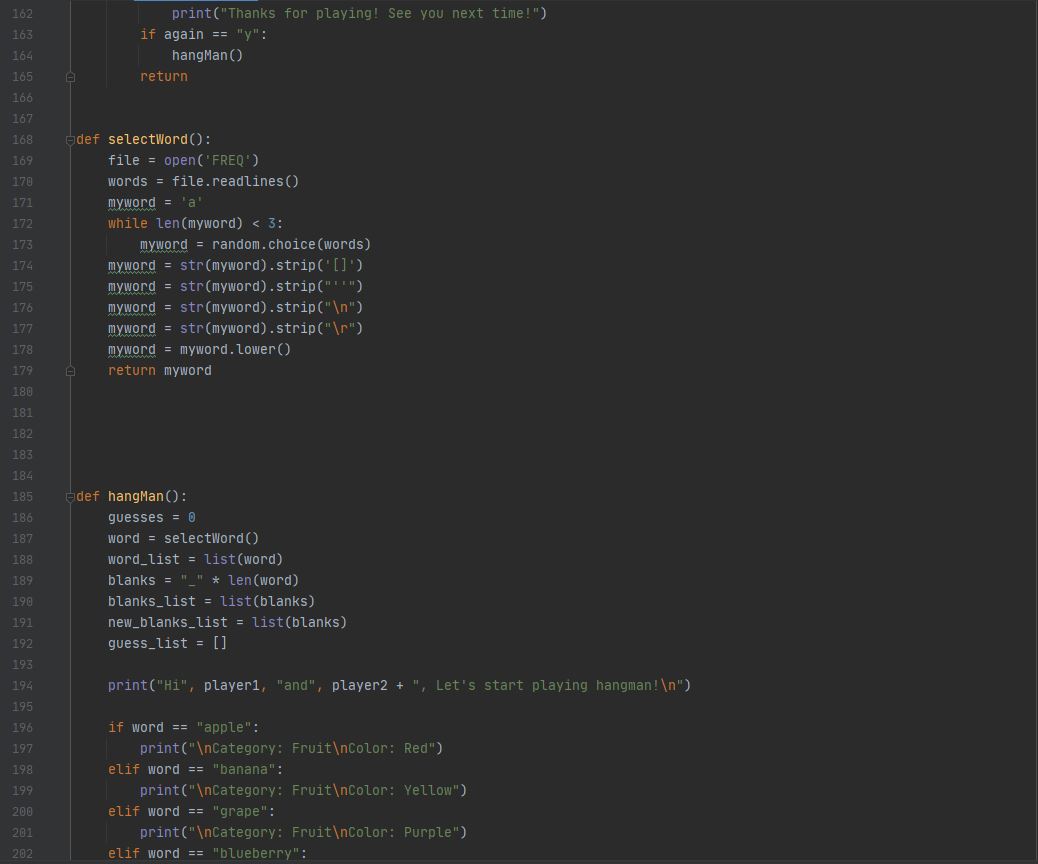 162 print("Thanks for playing! See you next time!")
163 if again == "y":
164 hangMan()
165 return
166
167
168 def selectWord():
169 file = open('FREQ')
170 words = file.readlines()
171 myword = 'a'
172 while len(myword) < 3:
173 myword = random.choice(words)
174 myword = str(myword).strip('[]')
175 myword = str(myword).strip("''")
176 myword = str(myword).strip("\n")
177 myword = str(myword).strip("\r")
178 myword = myword.lower()
179 return myword
180
181
182
183
184
185 def hangMan():
186 guesses = 0
187 word = selectWord()
188 word_list = list(word)
189 blanks = "_" * len(word)
190 blanks_list = list(blanks)
191 new_blanks_list = list(blanks)
192 guess_list = []
193
194 print("Hi", player1, "and", player2 + ", Let's start playing hangman!\n")
195
196 if word == "apple":
197 print("\nCategory: Fruit\nColor: Red")
198 elif word == "banana":
199 print("\nCategory: Fruit\nColor: Yellow")
200 elif word == "grape":
201 print("\nCategory: Fruit\nColor: Purple")
202 elif word == "blueberry":